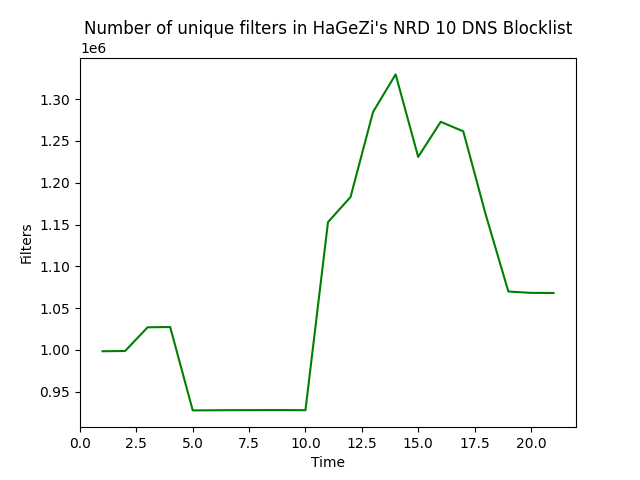 Number of unique filters in HaGeZi's NRD 10 DNS Blocklist
1e6
1.30
1.25
1.20
1.15
1.10
1.05
1.00
0.95
Filters
0.0 2.5 5.0 7.5 10.0 12.5 15.0 17.5 20.0
Time